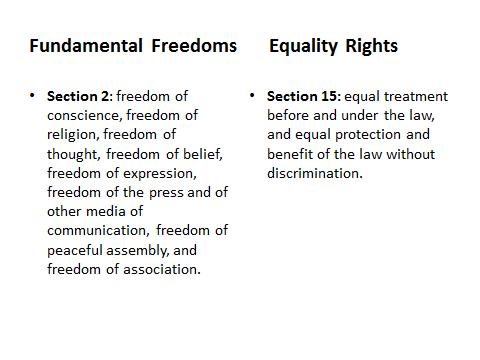 Fundamental Freedoms
Section 2: freedom of
conscience, freedom of
religion, freedom of
thought, freedom of belief,
freedom of expression,
freedom of the press and of
other media of
communication, freedom of
peaceful assembly, and
freedom of association.
Equality Rights
Section 15: equal treatment
before and under the law,
and equal protection and
benefit of the law without
discrimination.